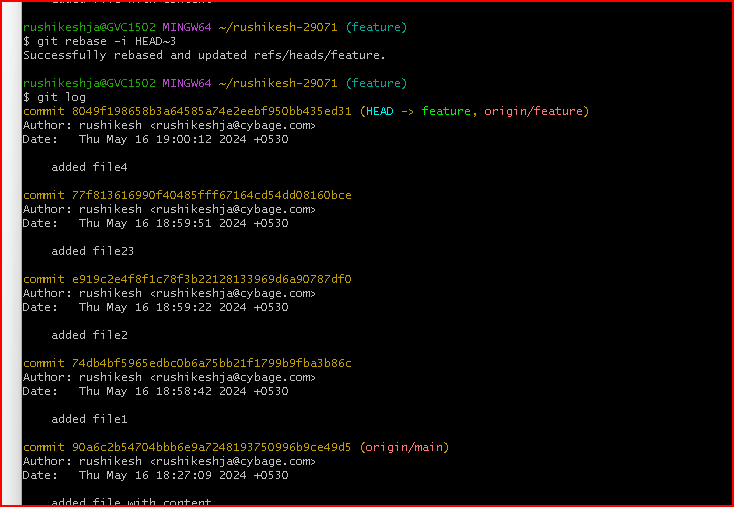 added file with content
rushikeshja@GVC1502 MINGW64 ~/rushikesh-29071 (feature)
$ git rebase -i HEAD~3
Successfully rebased and updated refs/heads/feature.
rushikeshja@GVC1502 MINGW64 ~/rushikesh-29071 (feature)
$ git log
commit 8049f198658b3a64585a74e2eebf950bb435ed31 (HEAD -> feature, origin/feature)
Author: rushikesh <rushikeshja@cybage.com>
Date:   Thu May 16 19:00:12 2024 +0530
added file4
commit 77f813616990f40485fff67164cd54dd08160bce
Author: rushikesh <rushikeshja@cybage.com>
Date:   Thu May 16 18:59:51 2024 +0530
added file23
commit e919c2e4f8f1c78f3b22128133969d6a90787df0
Author: rushikesh <rushikeshja@cybage.com>
Date:   Thu May 16 18:59:22 2024 +0530
added file2
commit 74db4bf5965edbc0b6a75bb21f1799b9fba3b86c
Author: rushikesh <rushikeshja@cybage.com>
Date:   Thu May 16 18:58:42 2024 +0530
added file1
commit 90a6c2b54704bbb6e9a7248193750996b9ce49d5 (origin/main)
Author: rushikesh <rushikeshja@cybage.com>
Date:   Thu May 16 18:27:09 2024 +0530
added file with content